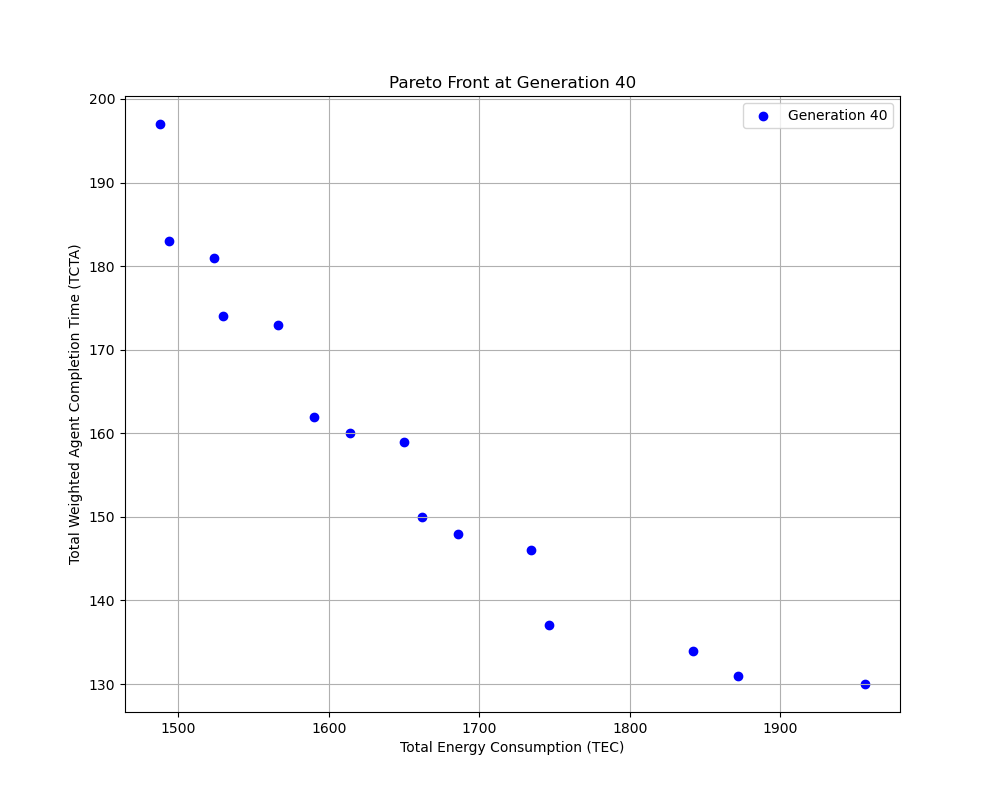 Pareto Front at Generation 40
Generation 40
200
190
180
170
160
150
140
130
Total Weighted Agent Completion Time (TCTA)
1500 1600 1700 1800 1900
Total Energy Consumption (TEC)